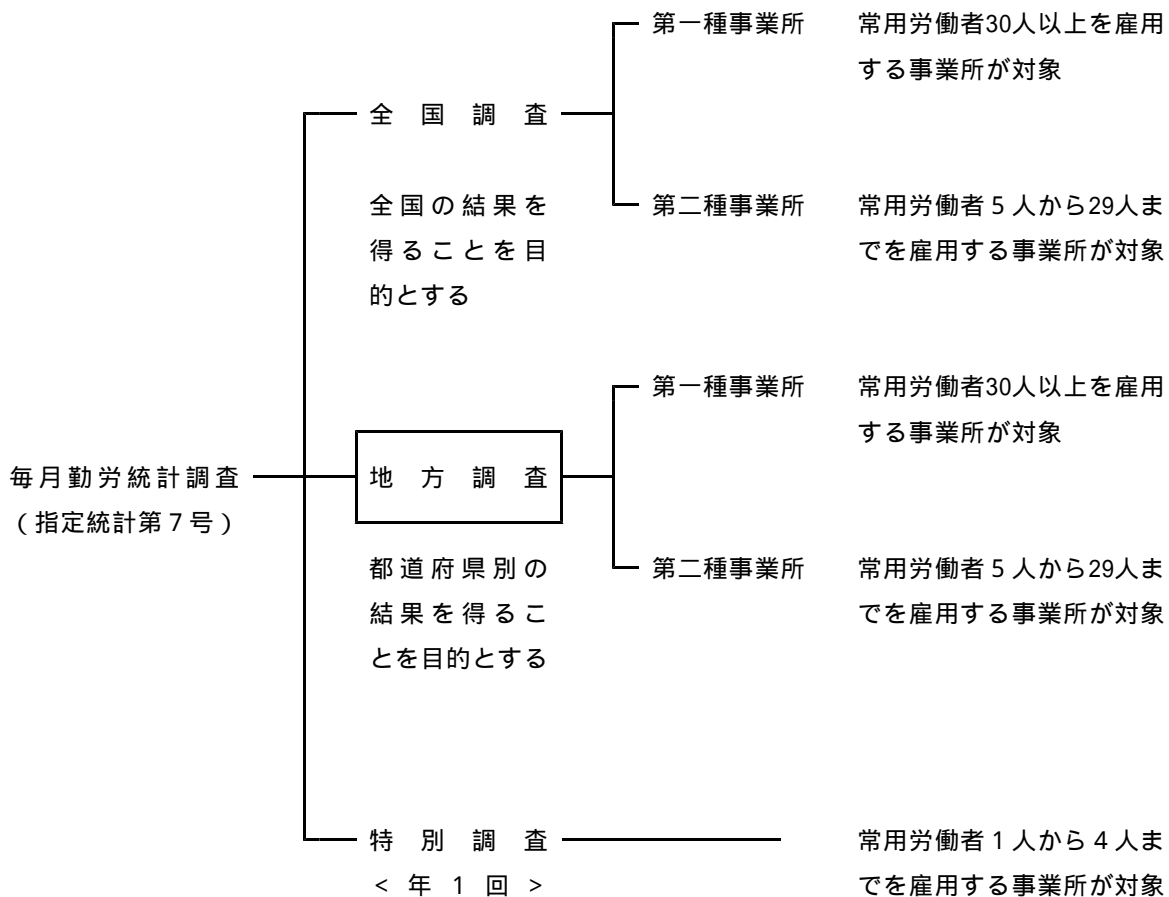 第一種事業所 常用労働者30人以上を雇用
する事業所が対象
全国調査
全国の結果を
得ることを目
的とする
第二種事業所 常用労働者5人から29人ま
でを雇用する事業所が対象
毎月勤労統計調査
(指定統計第7号)
地方調査
都道府県別の
結果を得るこ
とを目的とする
第一種事業所 常用労働者30人以上を雇用
する事業所が対象
第二種事業所 常用労働者5人から29人ま
でを雇用する事業所が対象
特別調査
<年1回>
常用労働者1人から4人ま
でを雇用する事業所が対象